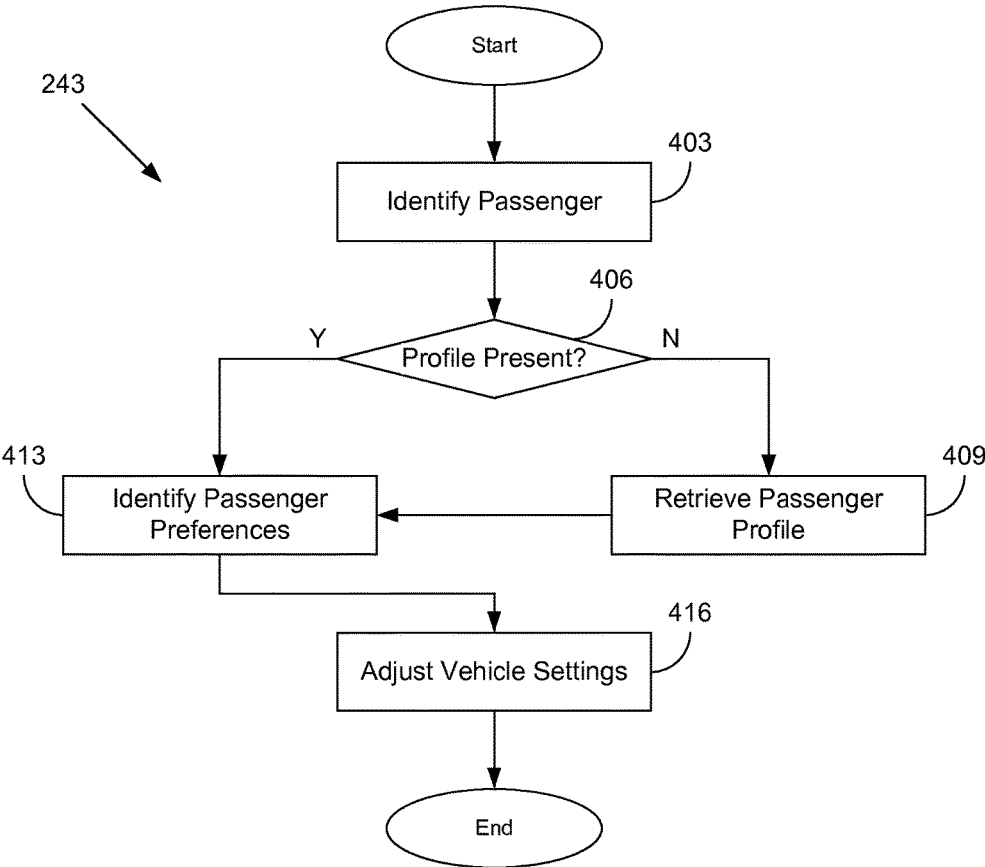 Start
243
403
Identify Passenger
406
Y
N
Profile Present?
413
409
Identify Passenger
Preferences
Retrieve Passenger
Profile
416
Adjust Vehicle Settings
End